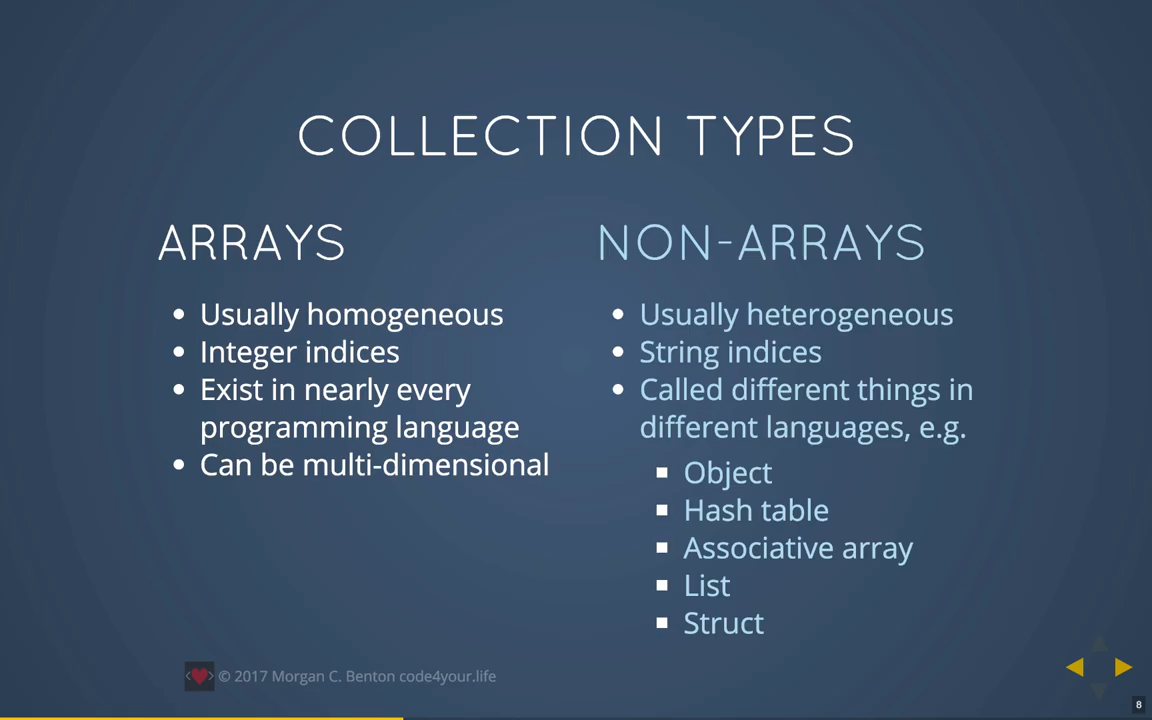 COLLECTION TYPES
ARRAYS
Usually homogeneous
Integer indices
Exist in nearly every
programming language
Can be multi-dimensional
NON-ARRAYS
Usually heterogeneous
String indices
Called different things in
different languages, e.g.
Object
Hash table
Associative array
List
Struct
© 2017 Morgan C. Benton code4your.life
8